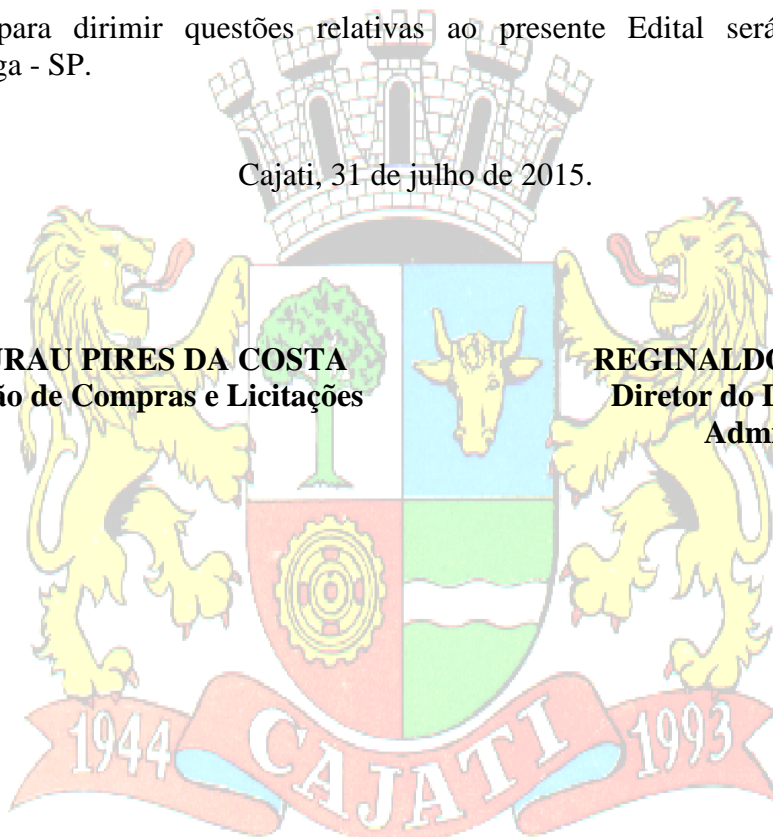 para dirimir questões relativas ao presente Edital será
ga - SP.
Cajati, 31 de julho de 2015.
URAU PIRES DA COSTA
REGINALDO
ão de Compras e Licitações
Diretor do D
Admi
1944
CAJATI
1993